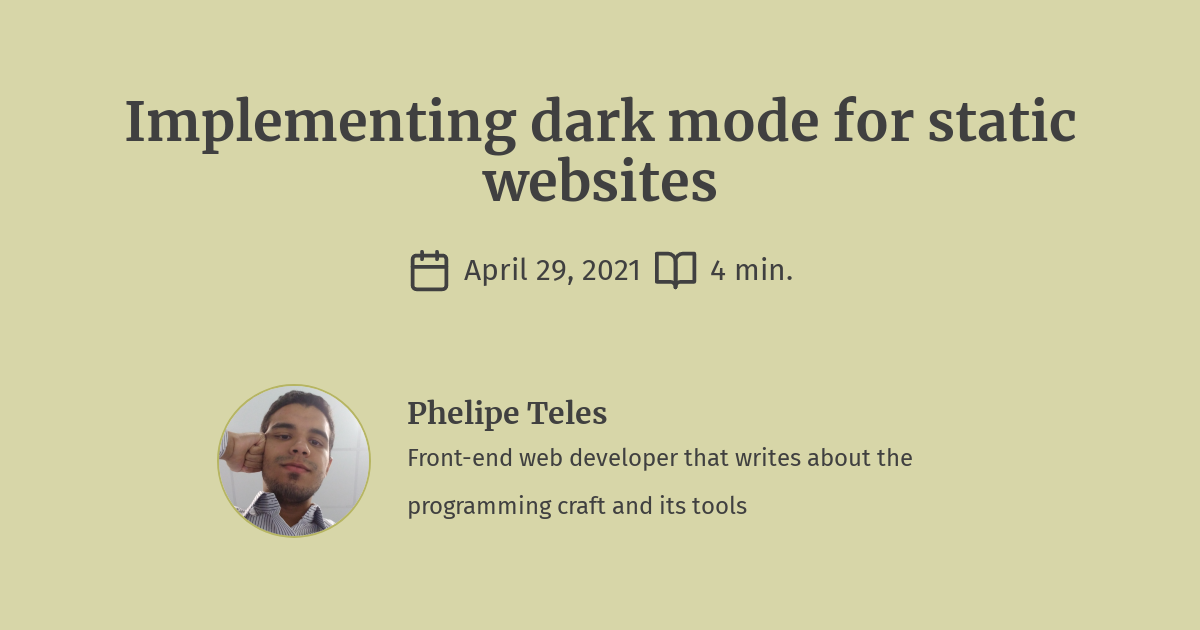 Implementing dark mode for static
websites
April 29, 2021 4 min.
Phelipe Teles
Front-end web developer that writes about the
programming craft and its tools